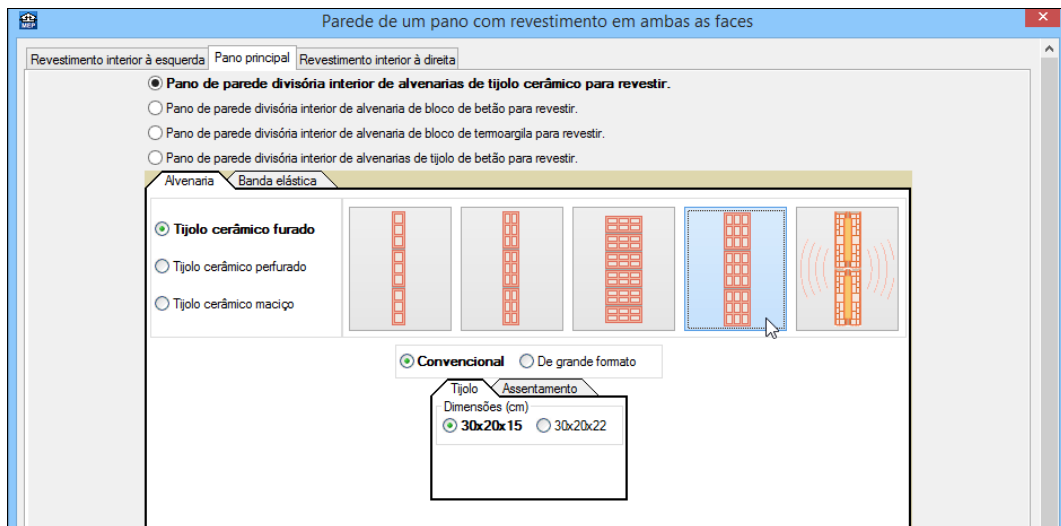 MEP
Parede de um pano com revestimento em ambas as faces
Revestimento interior à esquerda Pano principal Revestimento interior à direita
Pano de parede divisória interior de alvenarias de tijolo cerâmico para revestir.
Pano de parede divisória interior de alvenaria de bloco de betão para revestir.
Pano de parede divisória interior de alvenaria de bloco de termoargila para revestir.
Pano de parede divisória interior de alvenarias de tijolo de betão para revestir.
Alvenaria Banda elástica
Tijolo cerâmico furado
Tijolo cerâmico perfurado
Tijolo cerâmico maciço
Convencional De grande formato
Tijolo Assentamento
Dimensões (cm)
30x20x15 30x20x22